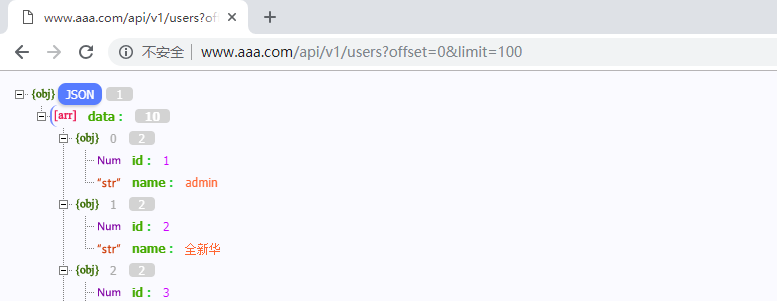 www.aaa.com/api/v1/users?of
不安全 www.aaa.com/api/v1/users?offset=0&limit=100
{obj} JSON 1
[arr] data : 10
{obj} 0 2
Num id : 1
"str" name : admin
{obj} 1 2
Num id : 2
"str" name : 全新华
{obj} 2 2
Num id : 3